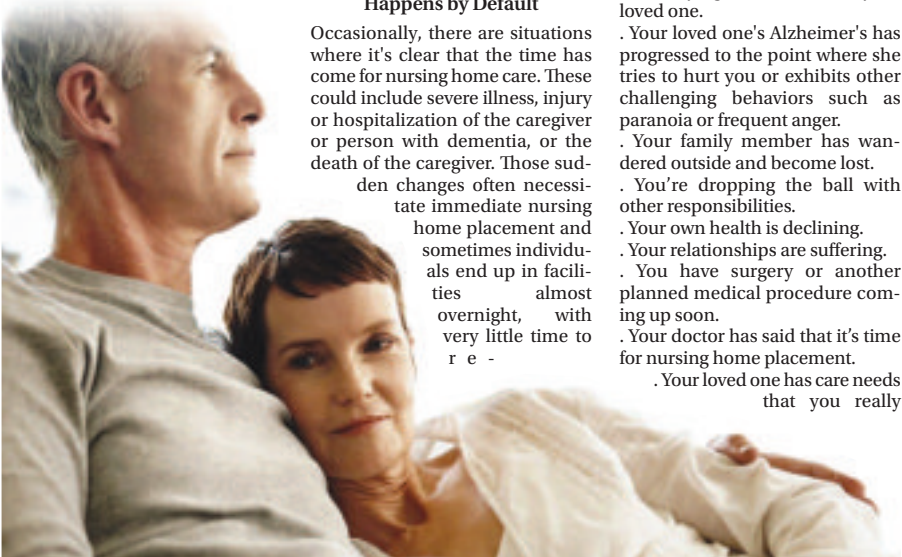 Happens by Default
Occasionally, there are situations
where it's clear that the time has
come for nursing home care. These
could include severe illness, injury
or hospitalization of the caregiver
or person with dementia, or the
death of the caregiver. Those sud-
den changes often necessi-
tate immediate nursing
home placement and
sometimes individu-
als end up in facili-
ties almost
overnight, with
very little time to
r e -
loved one.
. Your loved one's Alzheimer's has
progressed to the point where she
tries to hurt you or exhibits other
challenging behaviors such as
paranoia or frequent anger.
. Your family member has wan-
dered outside and become lost.
. You're dropping the ball with
other responsibilities.
. Your own health is declining.
. Your relationships are suffering.
. You have surgery or another
planned medical procedure com-
ing up soon.
. Your doctor has said that it’s time
for nursing home placement.
. Your loved one has care needs
that you really